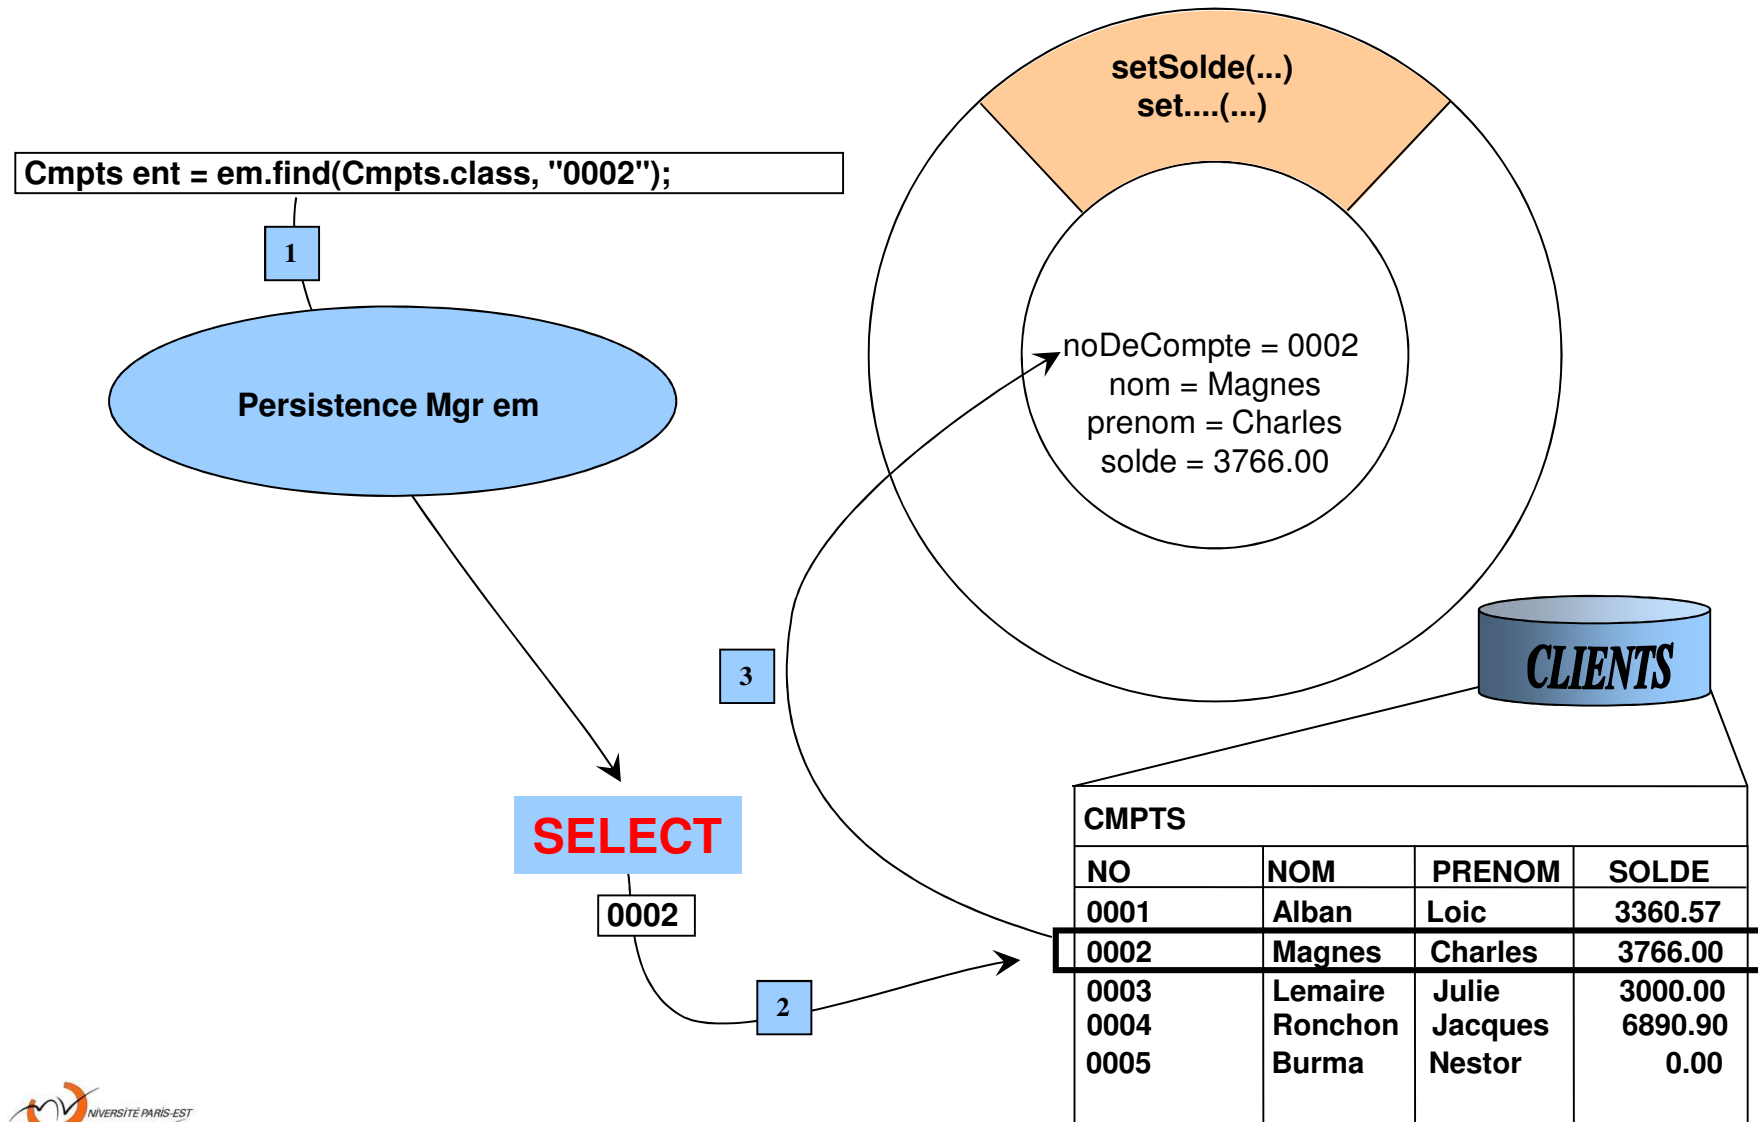 setSolde(...)
set....(...)
Cmpts ent = em.find(Cmpts.class, "0002");
1
Persistence Mgr em
noDeCompte = 0002
nom = Magnes
prenom = Charles
solde = 3766.00
3
CLIENTS
SELECT
0002
2
CMPTS
NO NOM PRENOM SOLDE
0001 Alban Loic 3360.57
0002 Magnes Charles 3766.00
0003 Lemaire Julie 3000.00
0004 Ronchon Jacques 6890.90
0005 Burma Nestor 0.00
NIVERSITÉ PARIS-EST